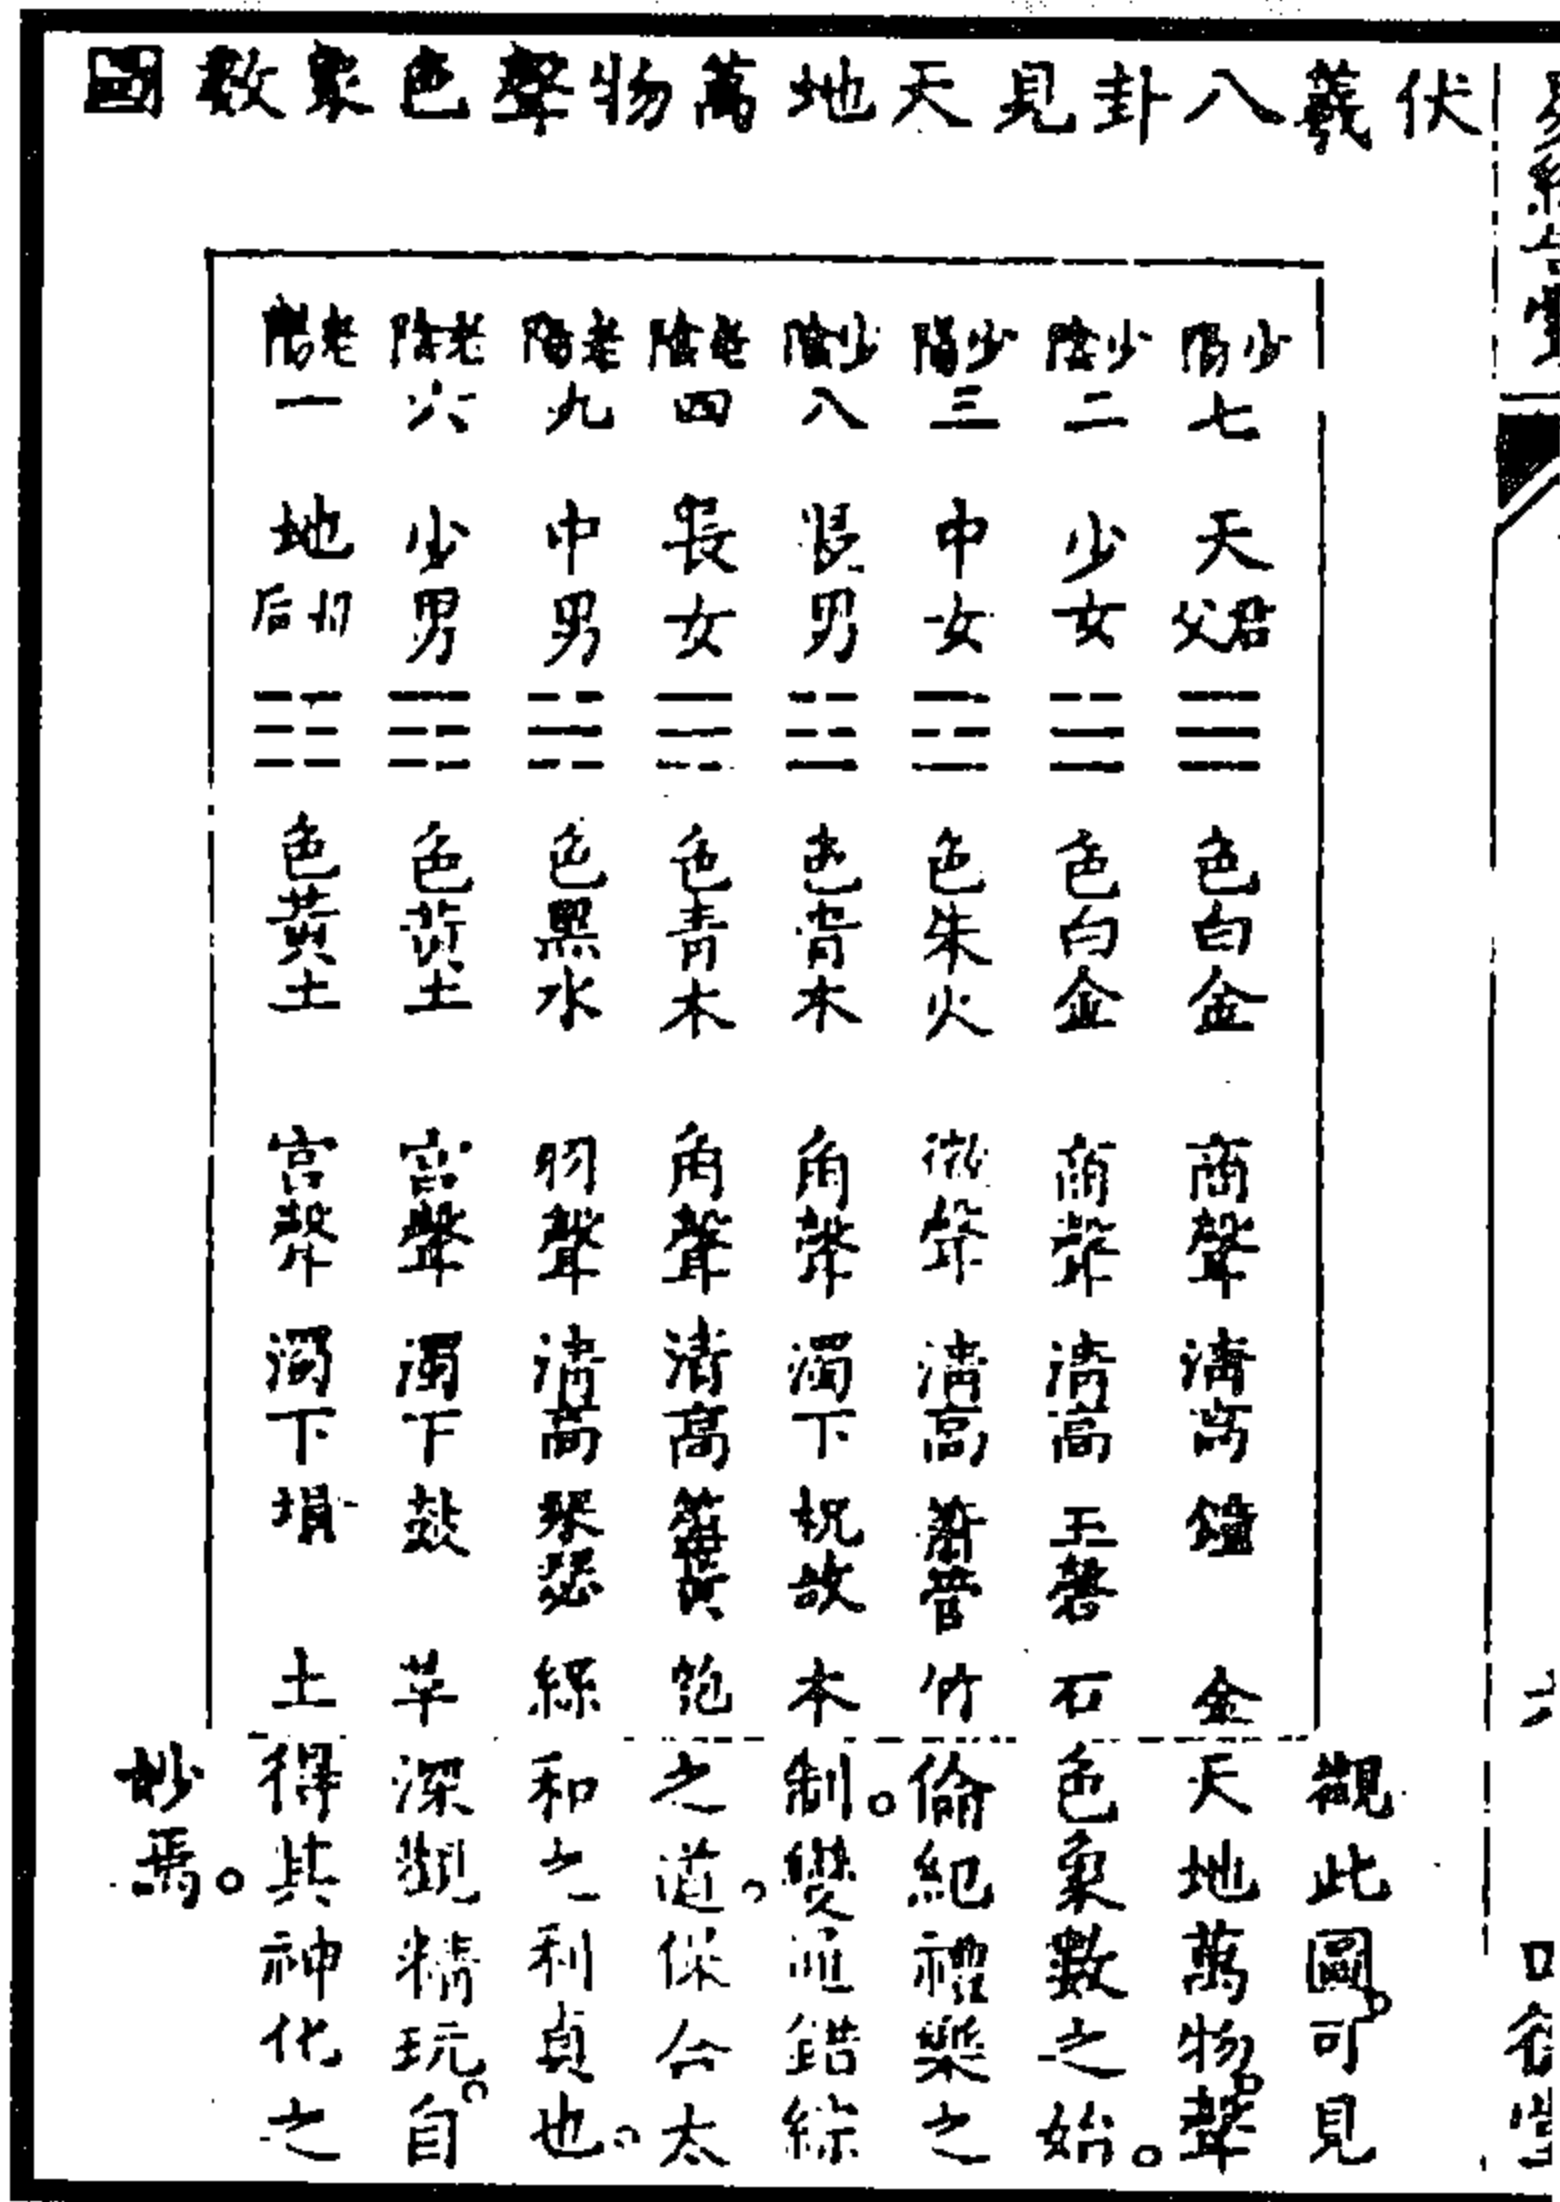 伏羲八卦見天地萬物聲色象數圖
少陽七 天 君父 ☰ 色白金 商聲 清高 鐘 金
少陰二 少女 ☱ 色白金 商聲 清高 玉磬 石
少陽三 中女 ☲ 色朱火 徵聲 清高 簫管 竹
少陰八 長男 ☳ 色青木 角聲 濁下 柷敔 木
老陰四 長女 ☴ 色青木 角聲 清高 簧 匏
老陽九 中男 ☵ 色黑水 羽聲 清高 琴瑟 絲
老陰六 少男 ☶ 色黃土 宮聲 濁下 鼓 革
老陽一 地 母后 ☷ 色黃土 宮聲 濁下 塤 土
觀此圖。可見
天地萬物。聲
色象數之始。
倫紀禮樂之
制。變通錯綜
之道。保合太
和之利貞也。
深觀精玩。自
得其神化之
妙焉。